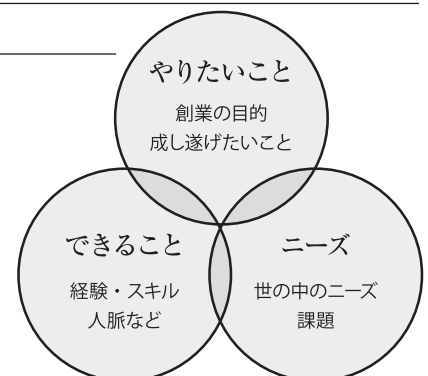 やりたいこと
創業の目的
成し遂げたいこと
できること
経験・スキル
人脈など
ニーズ
世の中のニーズ
課題